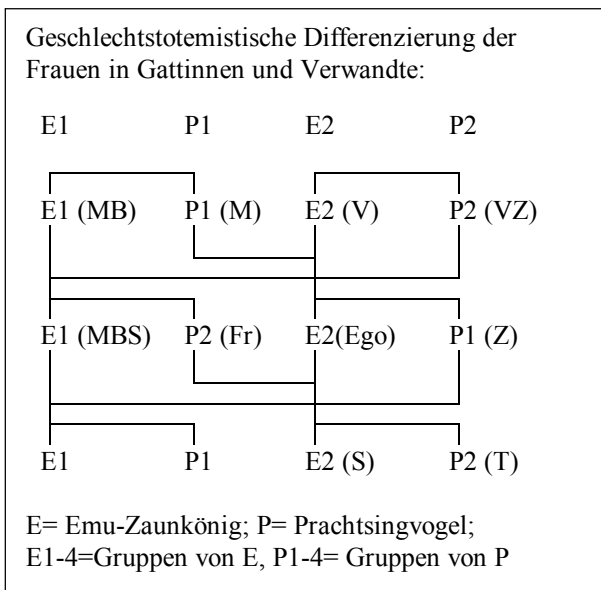 Geschlechtstotemistische Differenzierung der
Frauen in Gattinnen und Verwandte:
E1 P1 E2 P2
E1 (MB) P1 (M) E2 (V) P2 (VZ)
E1 (MBS) P2 (Fr) E2(Ego) P1 (Z)
E1 P1 E2 (S) P2 (T)
E= Emu-Zaunkönig; P= Prachtsingvogel;
E1-4=Gruppen von E, P1-4= Gruppen von P